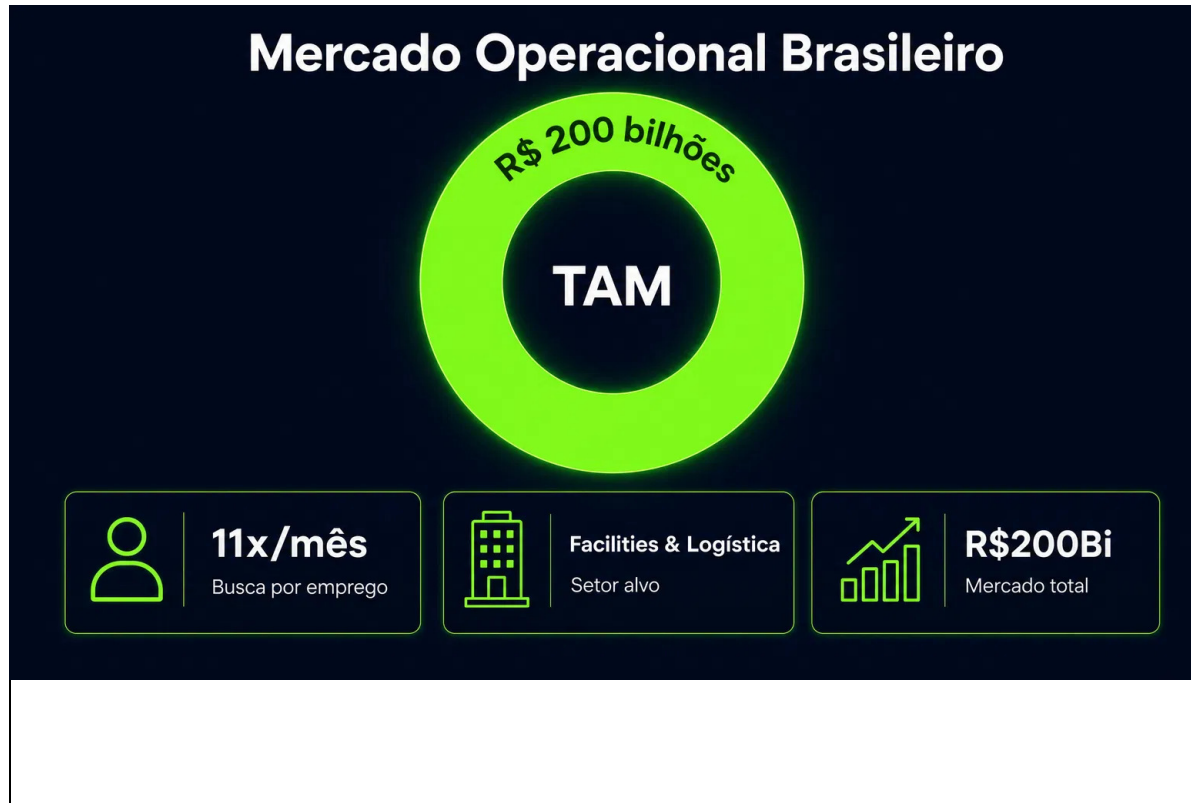 Mercado Operacional Brasileiro
R$ 200 bilhões
TAM
11x/mês
Busca por emprego
Facilities & Logística
Setor alvo
R$200Bi
Mercado total